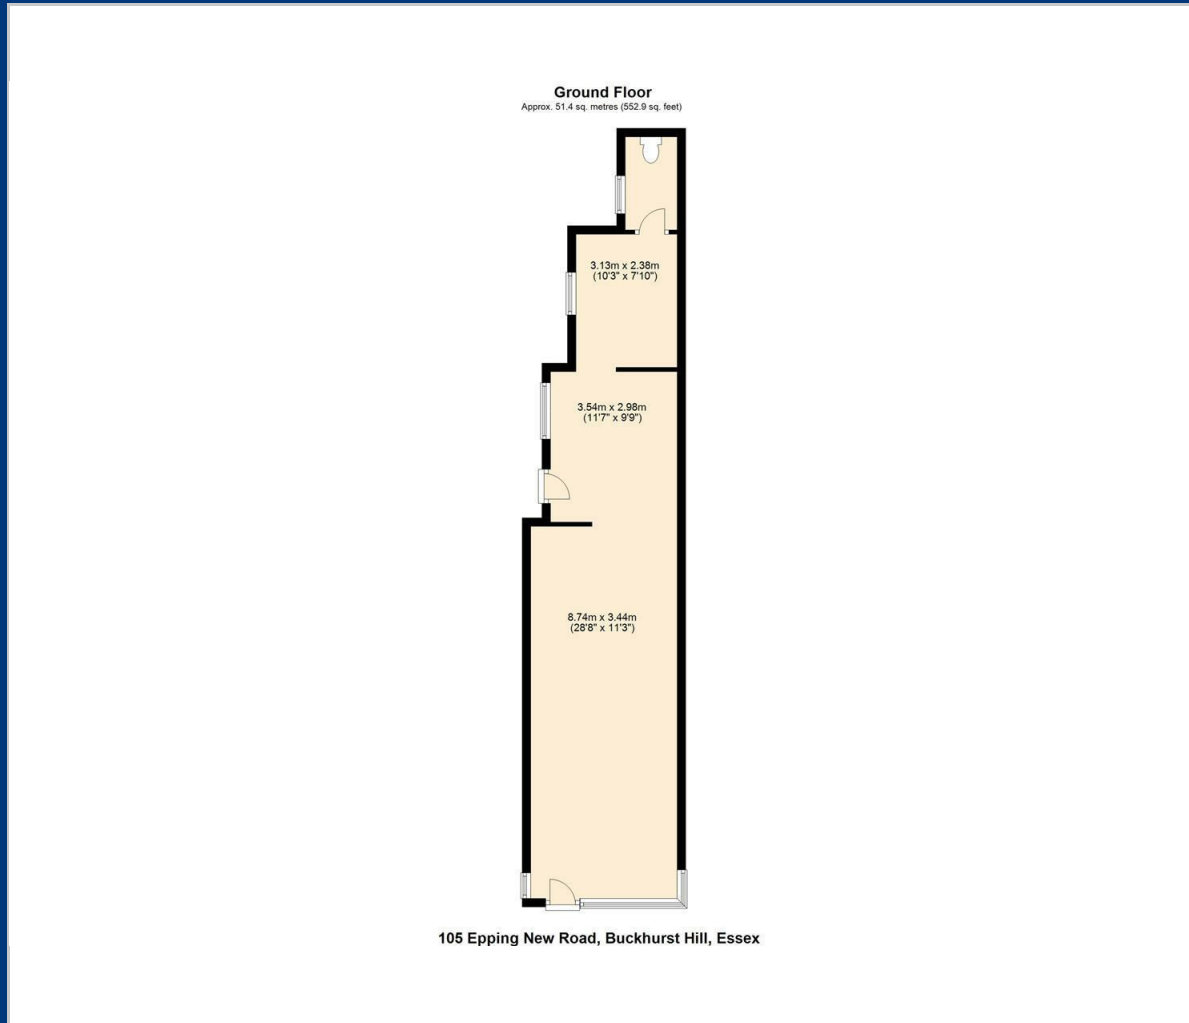 Ground Floor
Approx. 51.4 sq. metres (552.9 sq. feet)
3.13m x 2.38m
(10'3" x 7'10")
3.54m x 2.98m
(11'7" x 9'9")
8.74m x 3.44m
(28'8" x 11'3")
105 Epping New Road, Buckhurst Hill, Essex